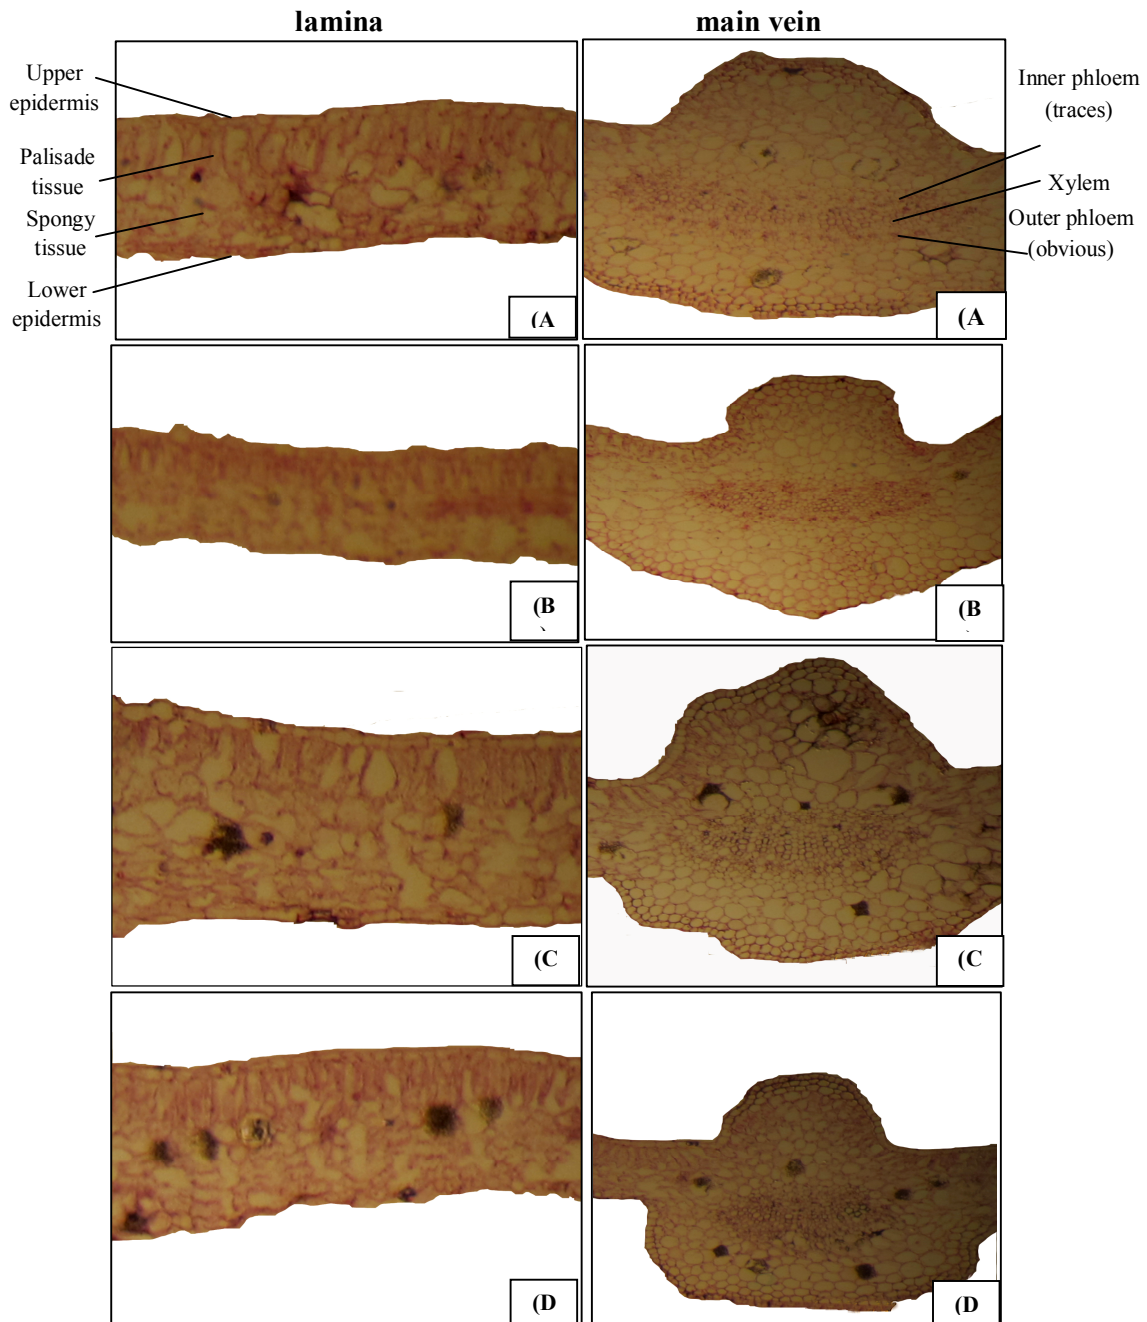 lamina
main vein
Upper
epidermis
Palisade
tissue
Spongy
tissue
Lower
epidermis
Inner phloem
(traces)
Xylem
Outer phloem
(obvious)
(A
(A
(B
(B
(C
(C
(D
(D